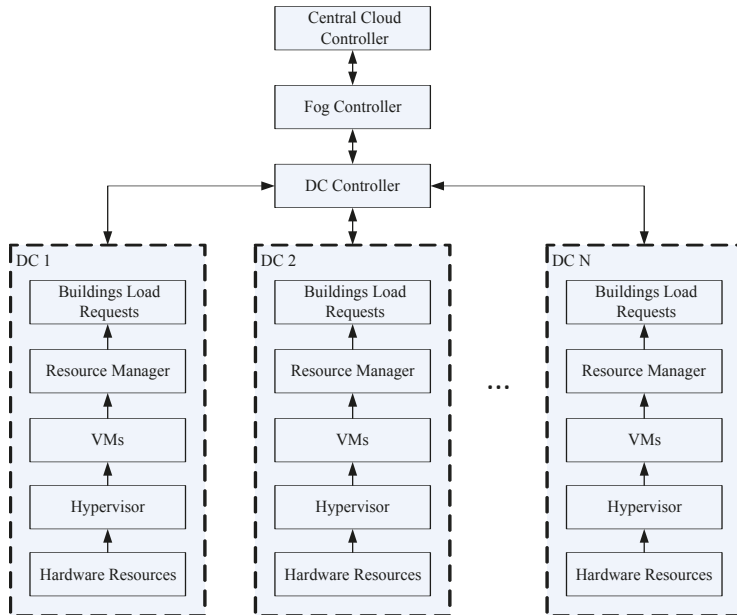 Central Cloud
Controller
Fog Controller
DC Controller
DC 1
Buildings Load
Requests
Resource Manager
VMs
Hypervisor
Hardware Resources
DC 2
Buildings Load
Requests
Resource Manager
VMs
Hypervisor
Hardware Resources
...
DC N
Buildings Load
Requests
Resource Manager
VMs
Hypervisor
Hardware Resources